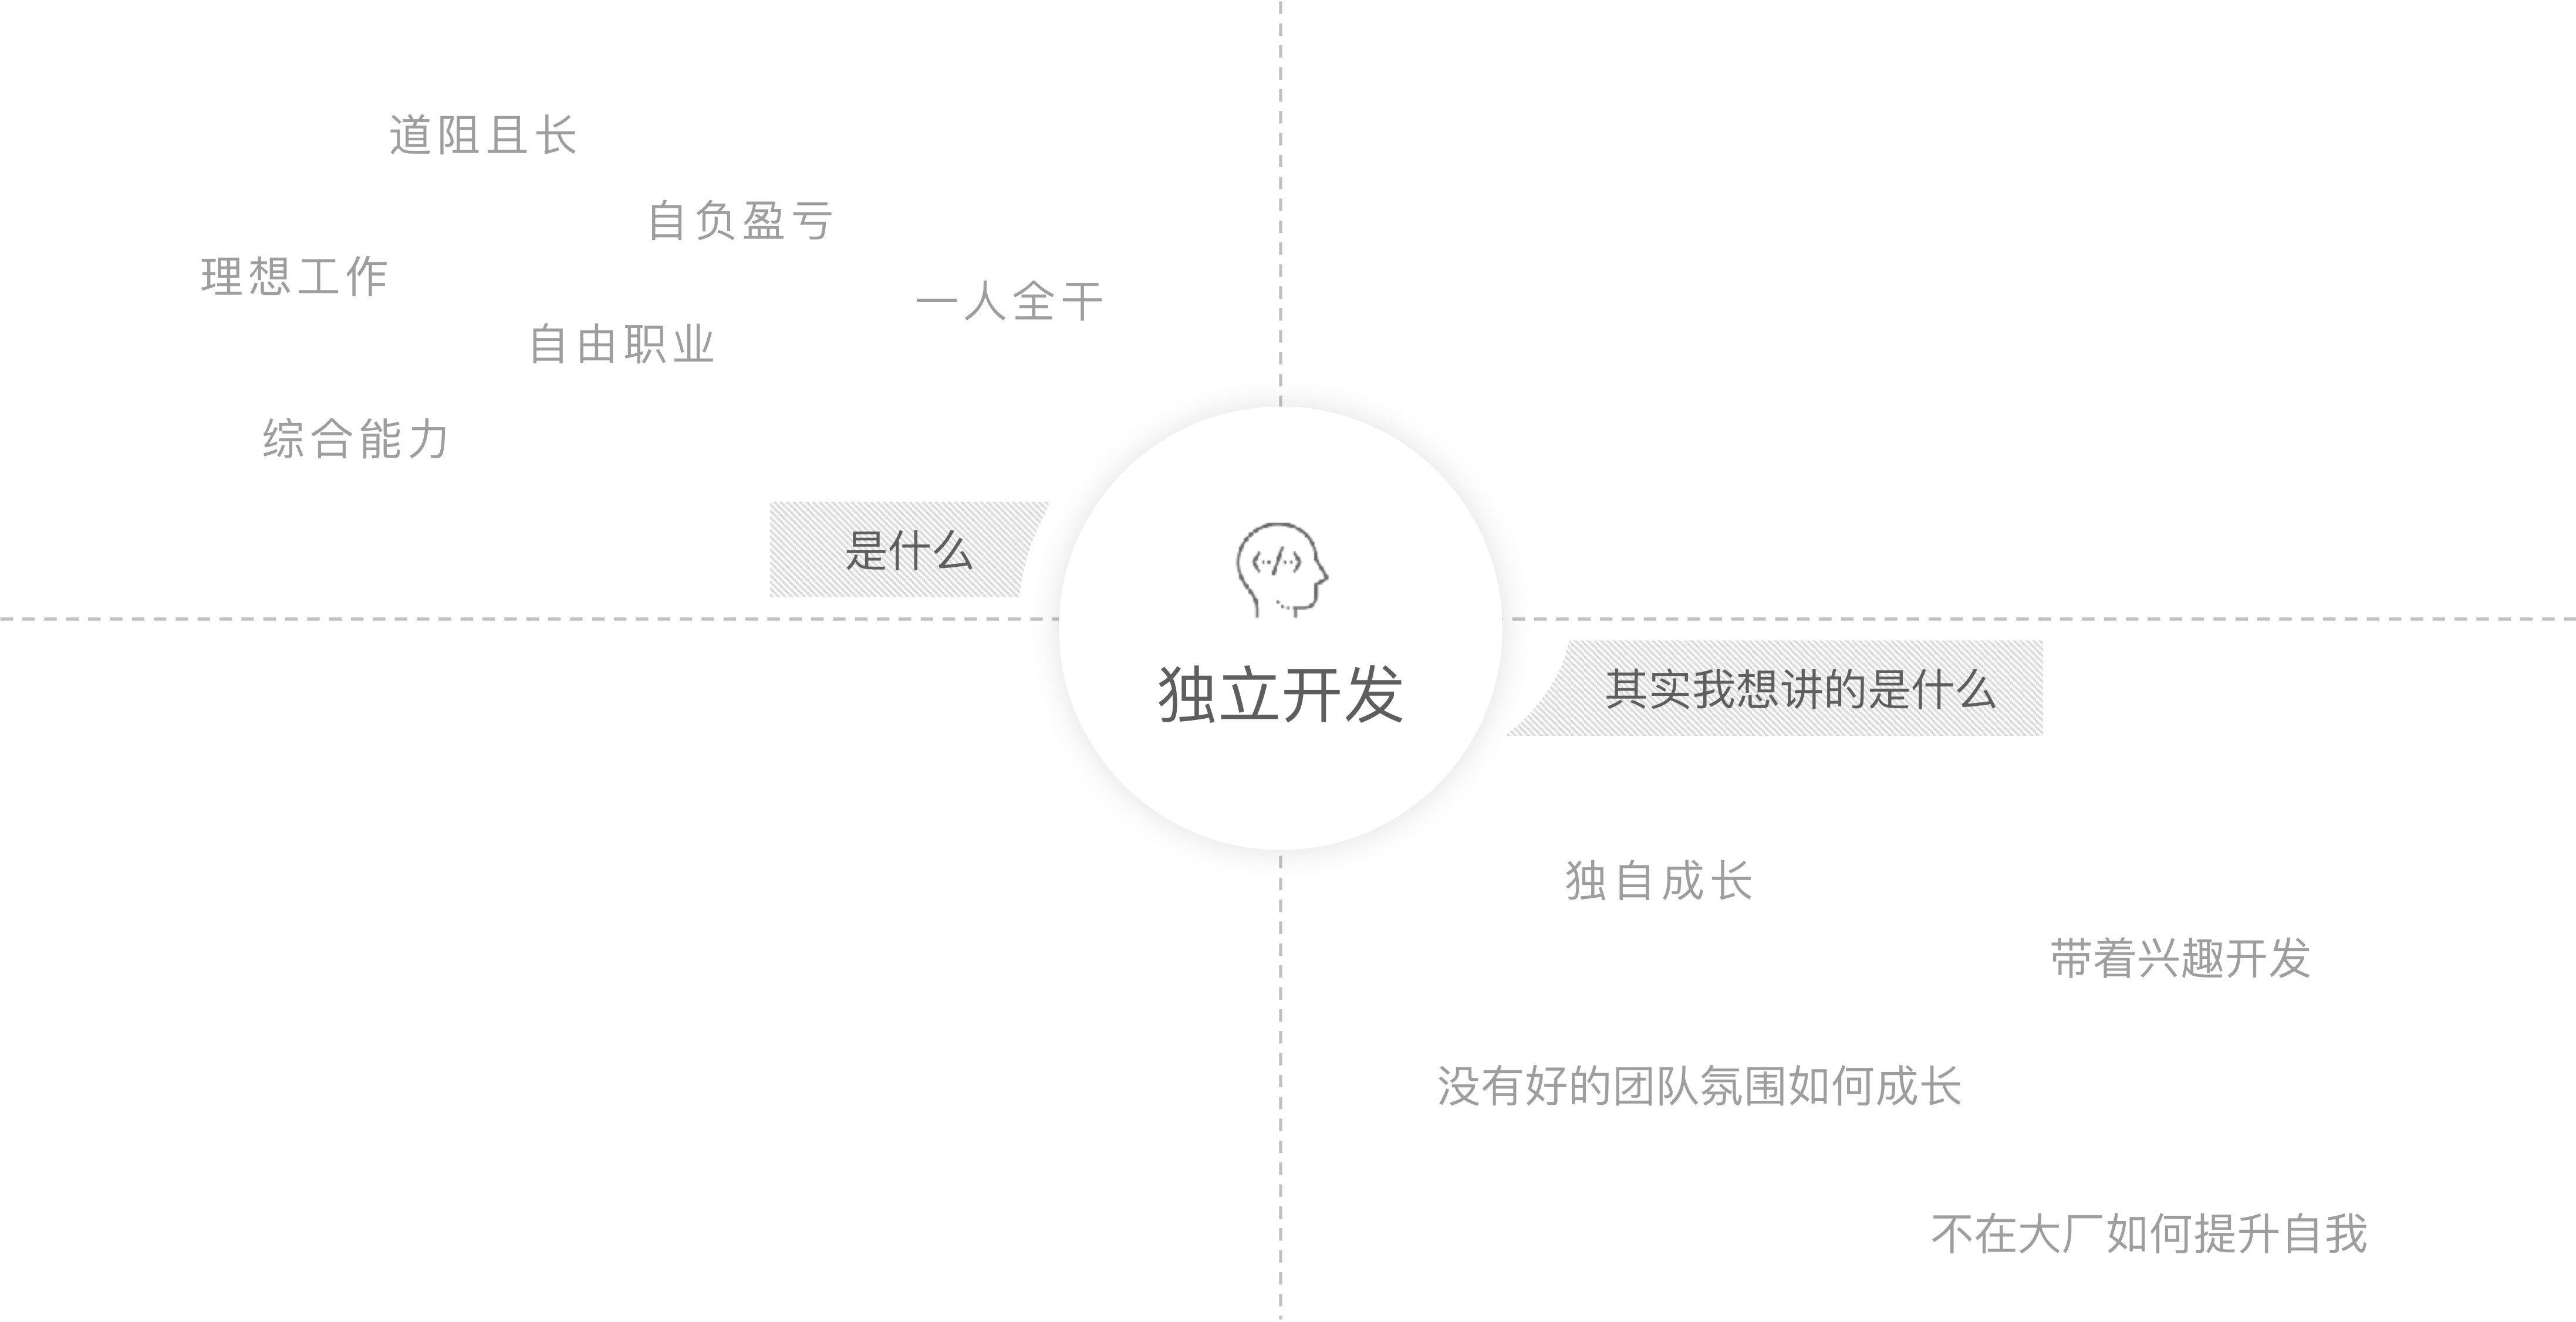 道阻且长
自负盈亏
理想工作
一人全干
自由职业
综合能力
是什么
独立开发
其实我想讲的是什么
独自成长
带着兴趣开发
没有好的团队氛围如何成长
不在大厂如何提升自我